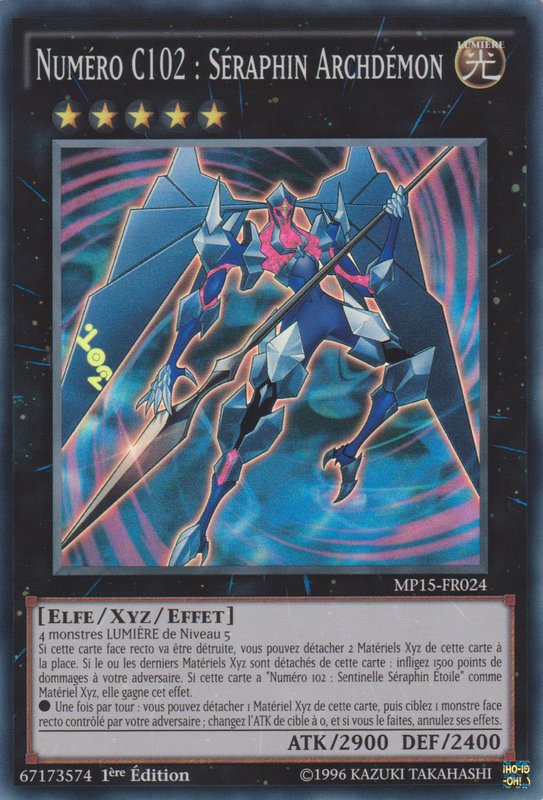 NUMÉRO C102 : SÉRAPHIN ARCHDÉMON
LUMIÈRE
光
MP15-FR024
[ELFE/XYZ/EFFET]
4 monstres LUMIÈRE de Niveau 5
Si cette carte face recto va être détruite, vous pouvez détacher 2 Matériels Xyz de cette carte à
la place. Si le ou les derniers Matériels Xyz sont détachés de cette carte : infligez 1500 points de
dommages à votre adversaire. Si cette carte a "Numéro 102 : Sentinelle Séraphin Étoile" comme
Matériel Xyz, elle gagne cet effet.
● Une fois par tour : vous pouvez détacher 1 Matériel Xyz de cette carte, puis ciblez 1 monstre face
recto contrôlé par votre adversaire ; changez l'ATK de cible à 0, et si vous le faites, annulez ses effets.
ATK/2900 DEF/2400
67173574 1ère Édition
©1996 KAZUKI TAKAHASHI